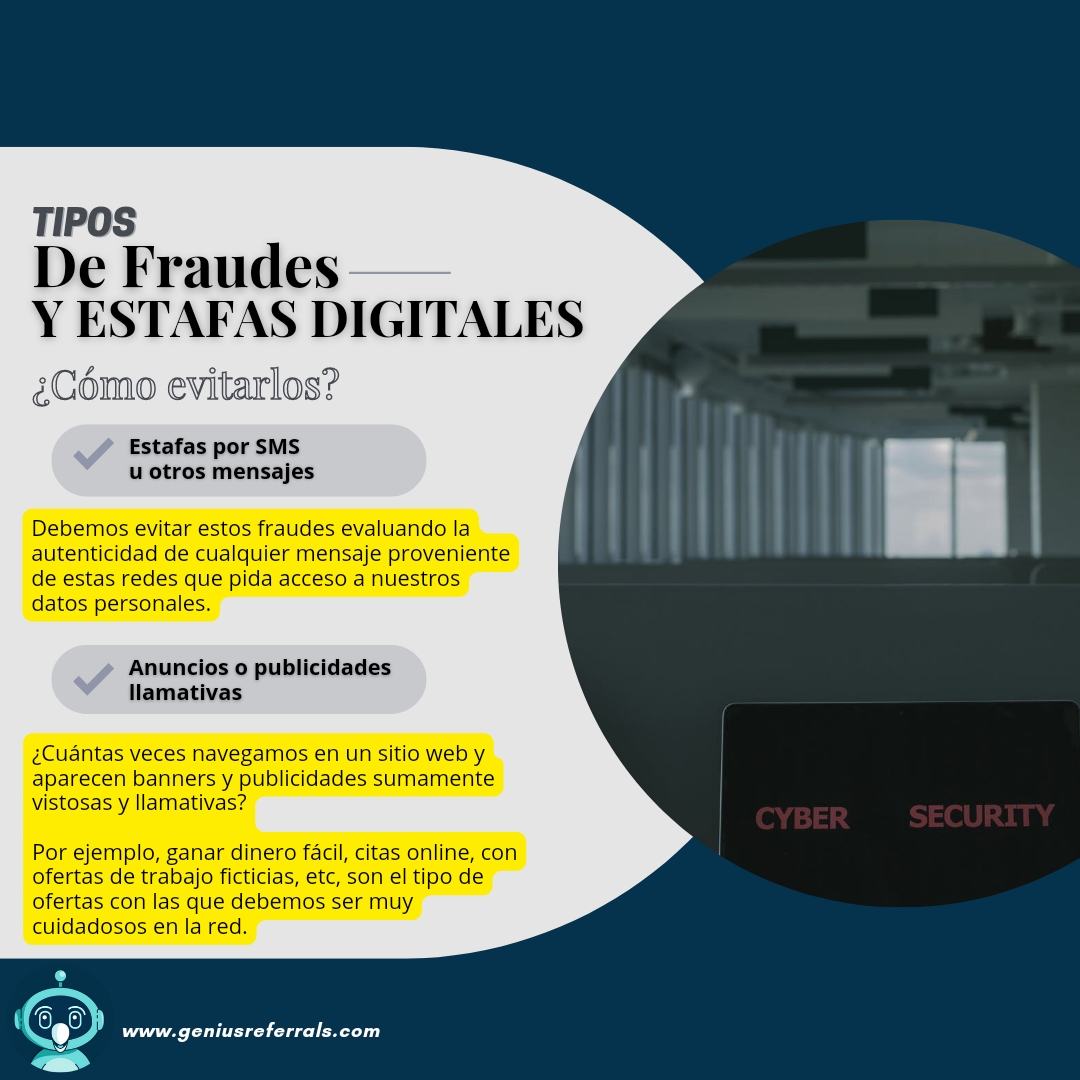 TIPOS
De Fraudes
Y ESTAFAS DIGITALES
¿Cómo evitarlos?
Estafas por SMS
u otros mensajes
Debemos evitar estos fraudes evaluando la
autenticidad de cualquier mensaje proveniente
de estas redes que pida acceso a nuestros
datos personales.
Anuncios o publicidades
llamativas
¿Cuántas veces navegamos en un sitio web y
aparecen banners y publicidades sumamente
vistosas y llamativas?
Por ejemplo, ganar dinero fácil, citas online, con
ofertas de trabajo ficticias, etc, son el tipo de
ofertas con las que debemos ser muy
cuidadosos en la red.
CYBER SECURITY
www.geniusreferrals.com